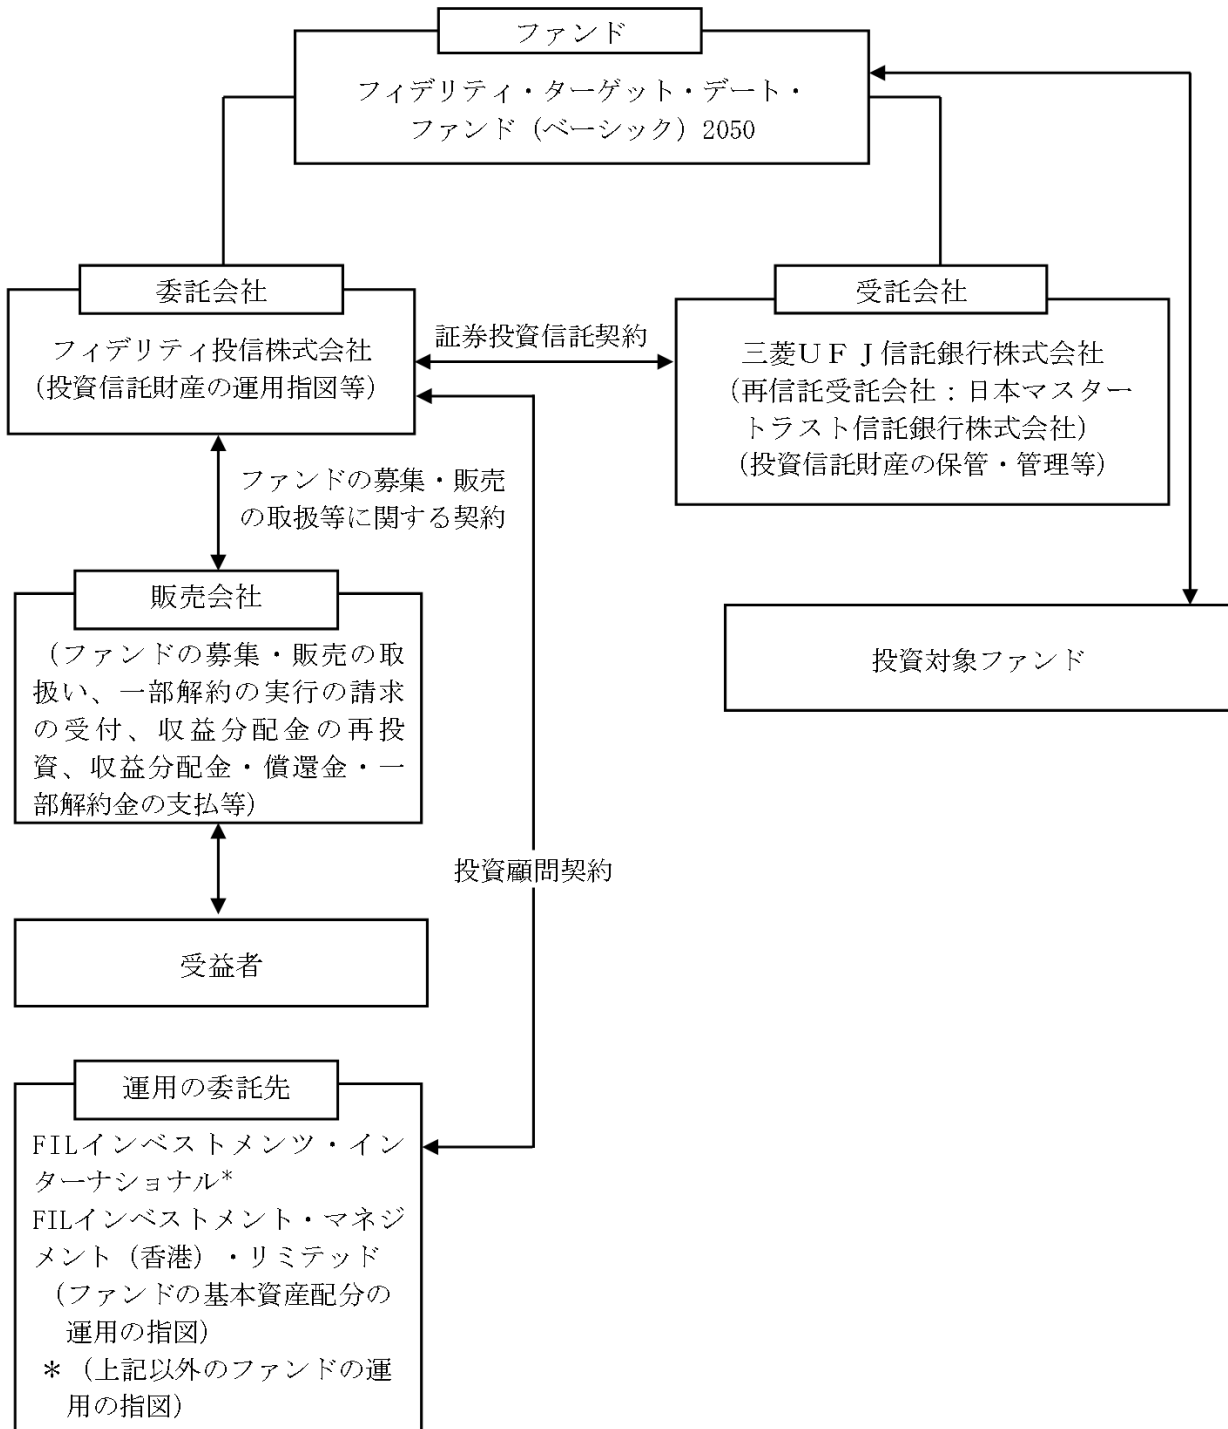 ファンド
フィデリティ・ターゲット・デート・
ファンド（ベーシック）2050
委託会社
フィデリティ投信株式会社
（投資信託財産の運用指図等）
証券投資信託契約
受託会社
三菱ＵＦＪ信託銀行株式会社
（再信託受託会社：日本マスター
トラスト信託銀行株式会社）
（投資信託財産の保管・管理等）
ファンドの募集・販売
の取扱等に関する契約
販売会社
（ファンドの募集・販売の取
扱い、一部解約の実行の請求
の受付、収益分配金の再投
資、収益分配金・償還金・一
部解約金の支払等）
投資対象ファンド
投資顧問契約
受益者
運用の委託先
FILインベストメンツ・イン
ターナショナル*
FILインベストメント・マネジ
メント（香港）・リミテッド
（ファンドの基本資産配分の
運用の指図）
＊（上記以外のファンドの運
用の指図）